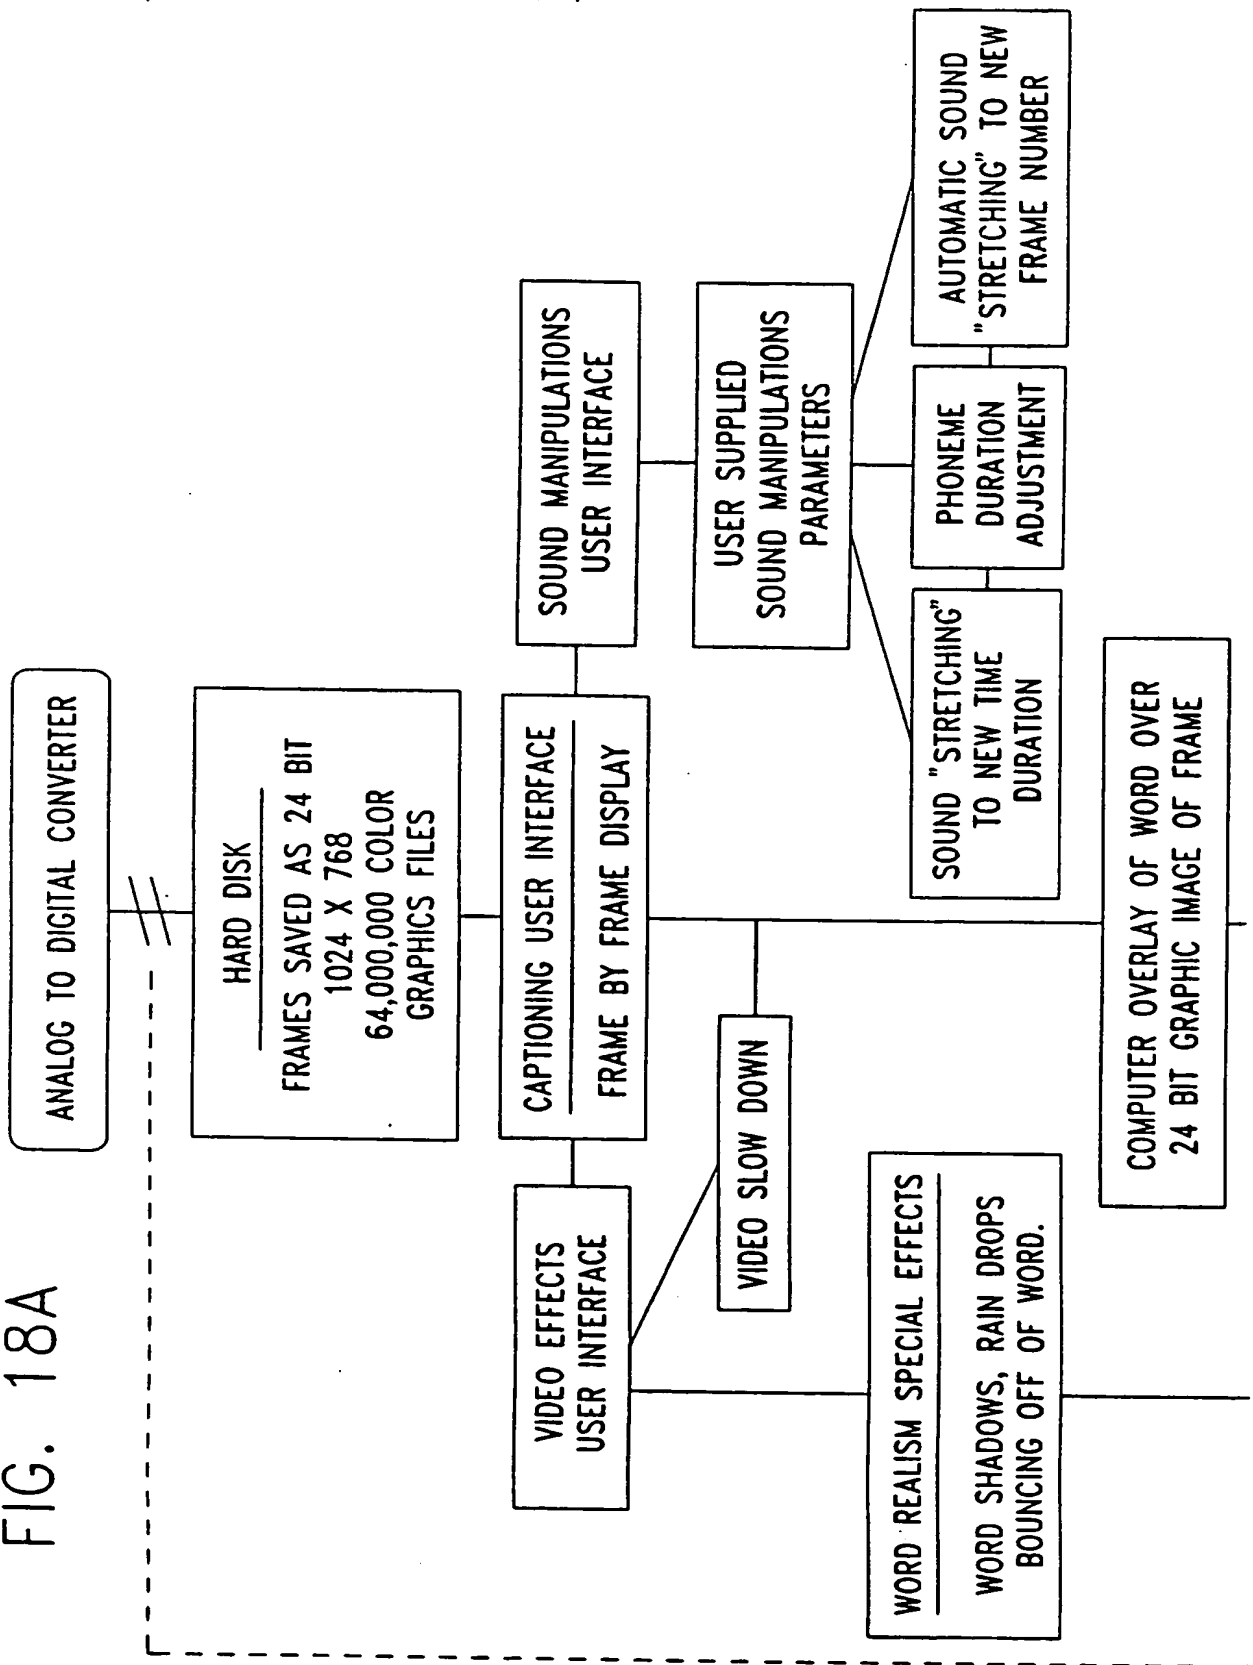 FIG. 18A
ANALOG TO DIGITAL CONVERTER
HARD DISK
FRAMES SAVED AS 24 BIT
1024 X 768
64,000,000 COLOR
GRAPHICS FILES
VIDEO EFFECTS
USER INTERFACE
CAPTIONING USER INTERFACE
FRAME BY FRAME DISPLAY
SOUND MANIPULATIONS
USER INTERFACE
VIDEO SLOW DOWN
USER SUPPLIED
SOUND MANIPULATIONS
PARAMETERS
WORD REALISM SPECIAL EFFECTS
WORD SHADOWS, RAIN DROPS
BOUNCING OFF OF WORD.
SOUND "STRETCHING"
TO NEW TIME
DURATION
PHONEME
DURATION
ADJUSTMENT
AUTOMATIC SOUND
"STRETCHING" TO NEW
FRAME NUMBER
COMPUTER OVERLAY OF WORD OVER
24 BIT GRAPHIC IMAGE OF FRAME